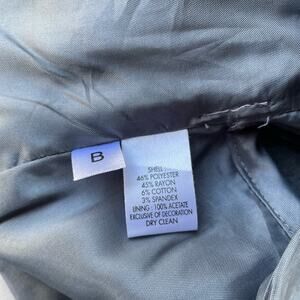 B
SHELL :
46% POLYESTER
45% RAYON
6% COTTON
3% SPANDEX
LINING : 100% ACETATE
EXCLUSIVE OF DECORATION
DRY CLEAN